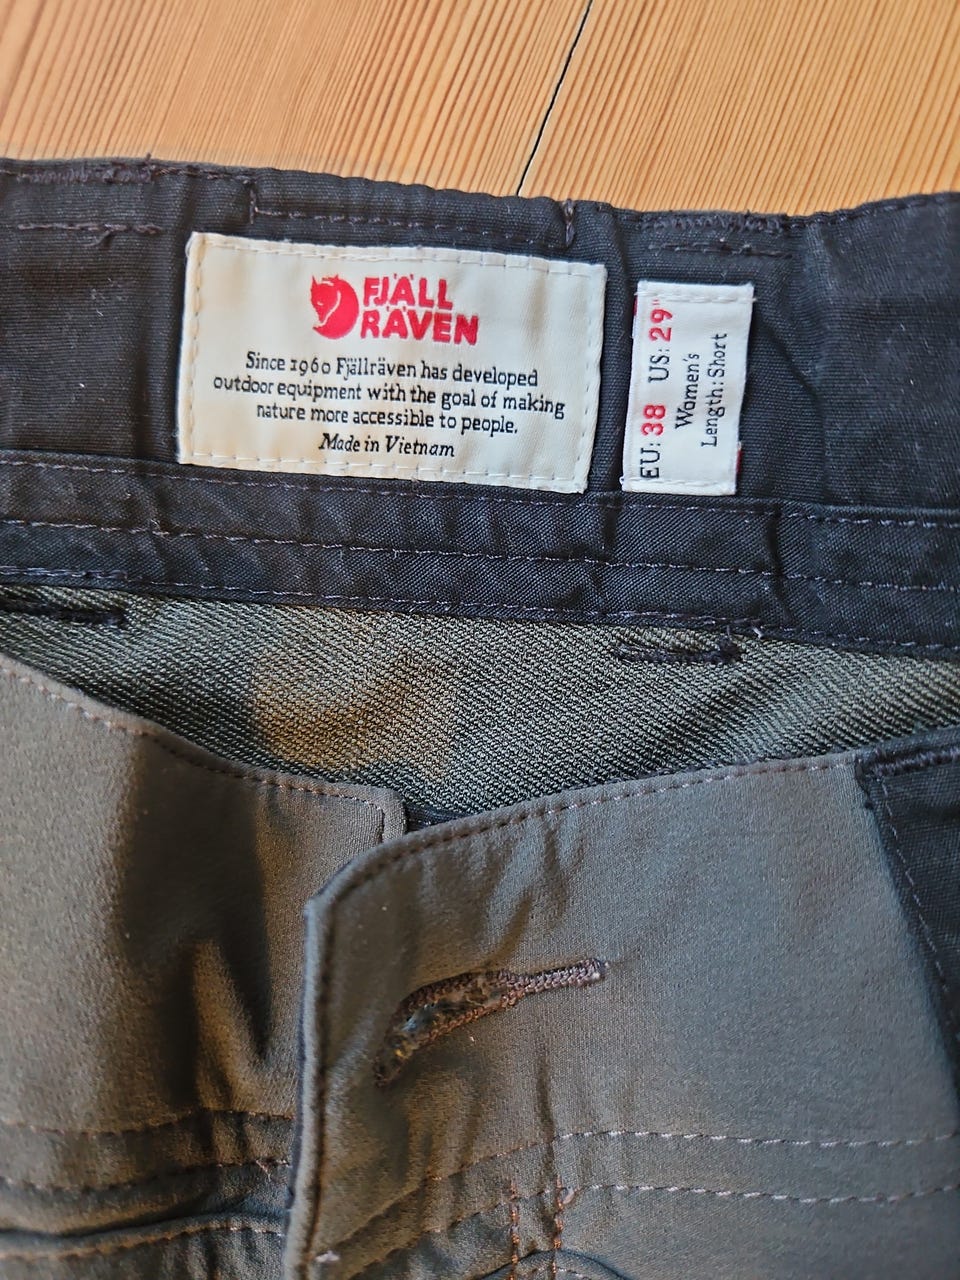 FJÄLL
RÄVEN
Since 1960 Fjällräven has developed
outdoor equipment with the goal of making
nature more accessible to people.
Made in Vietnam
EU: 38 US: 29"
Women's
Length: Short